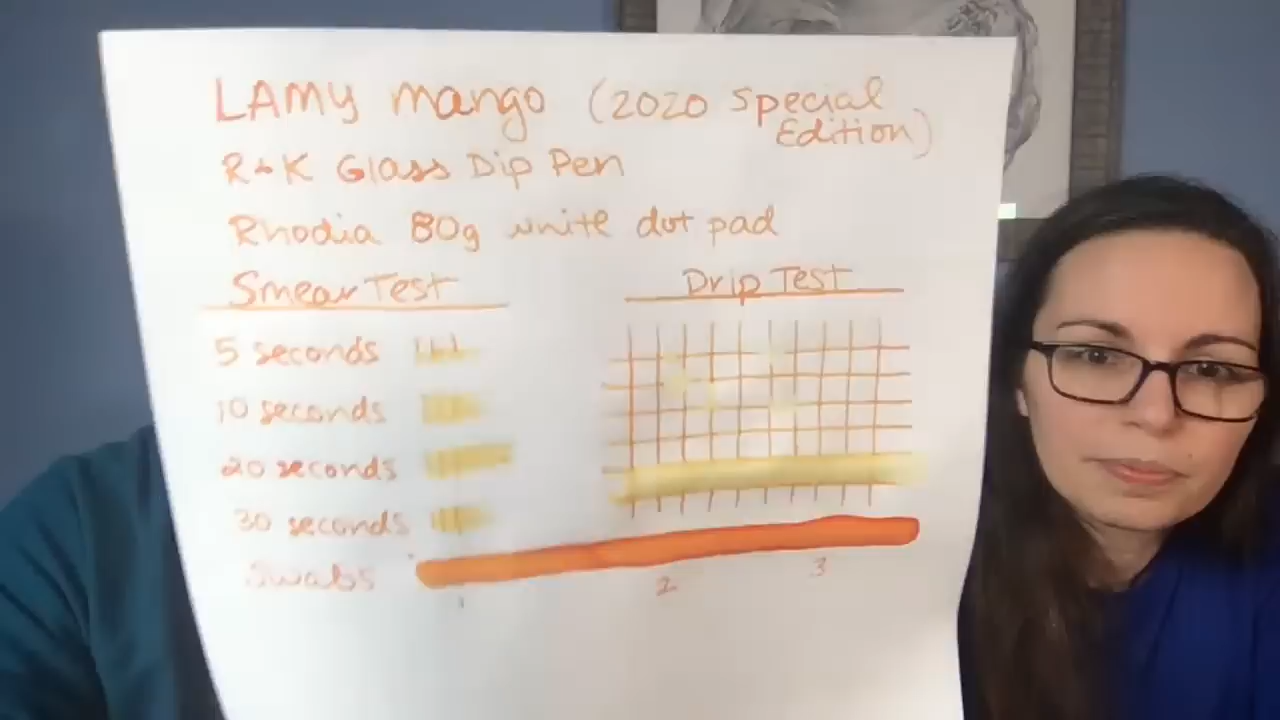 LAMY mango (2020 Special Edition)
R+K Glass Dip Pen
Rhodia 80g white dot pad
Smear Test
Drip Test
5 seconds
10 seconds
20 seconds
30 seconds
Swabs
1 2 3